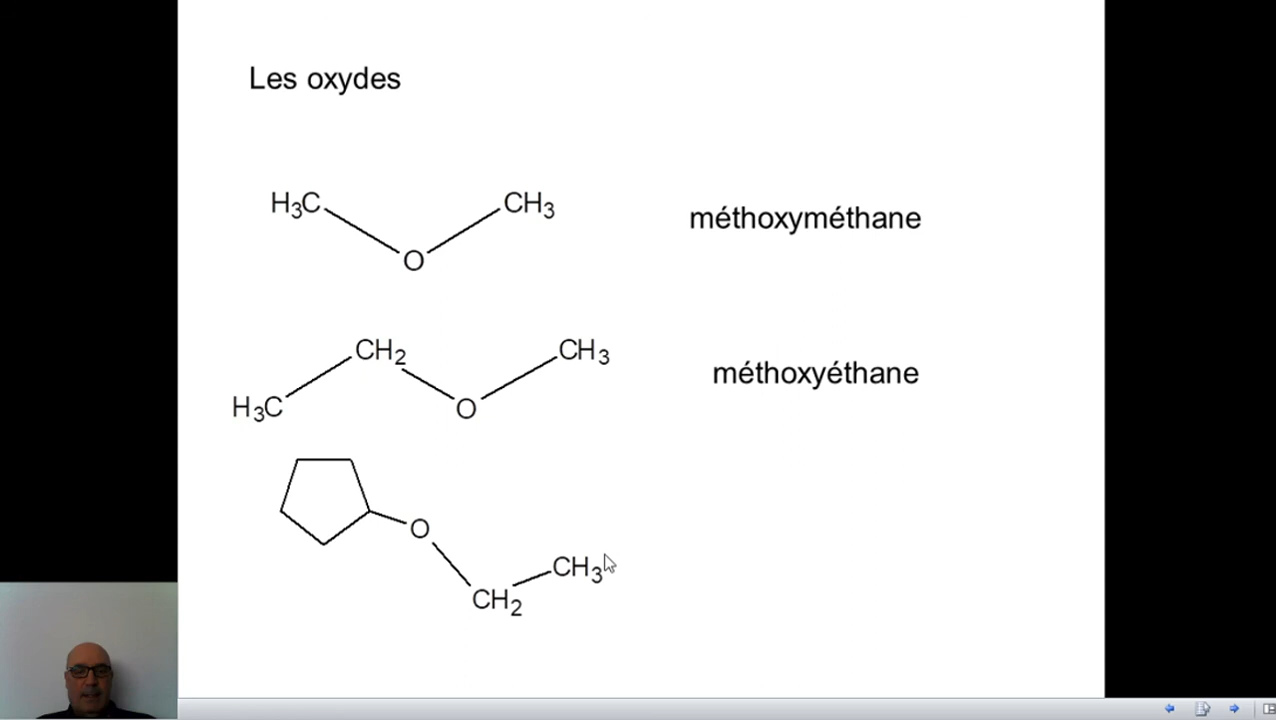 Les oxydes
H3C
CH3
O
méthoxyméthane
CH2
CH3
H3C
O
méthoxyéthane
O
CH3
CH2